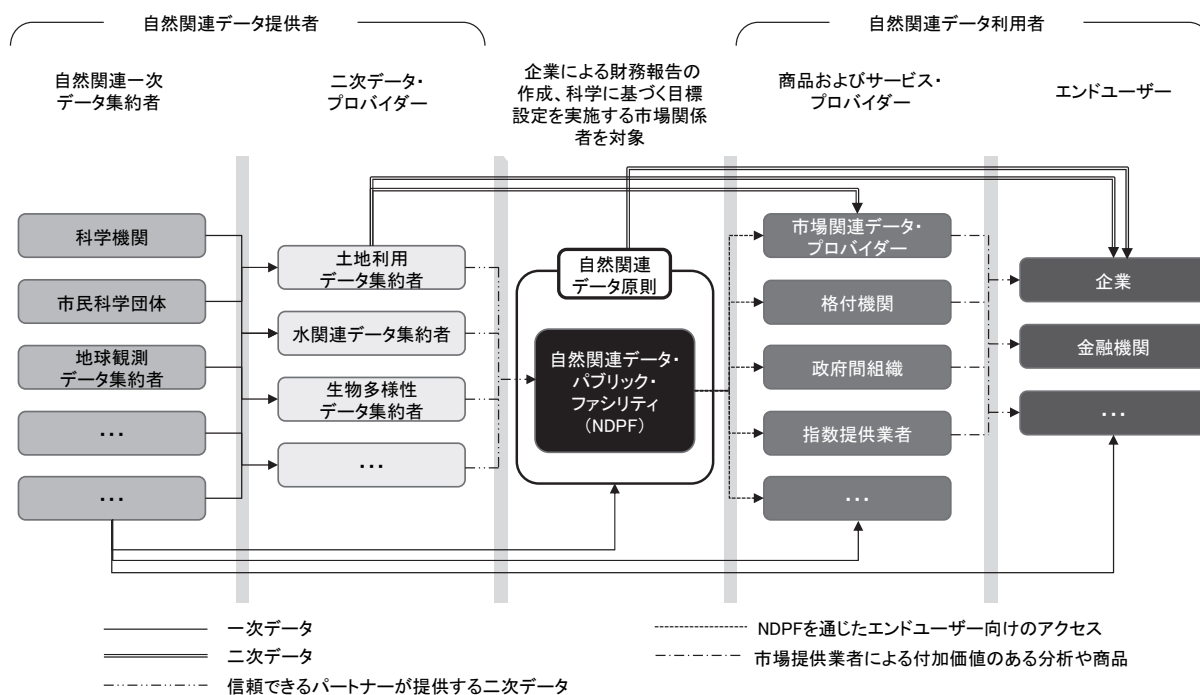 自然関連データ提供者
自然関連データ利用者
自然関連一次
データ集約者
二次データ・
プロバイダー
企業による財務報告の
作成、科学に基づく目標
設定を実施する市場関係
者を対象
商品およびサービス・
プロバイダー
エンドユーザー
科学機関
市民科学団体
地球観測
データ集約者
...
...
土地利用
データ集約者
水関連データ集約者
生物多様性
データ集約者
...
自然関連
データ原則
自然関連データ・
パブリック・
ファシリティ
(NDPF)
市場関連データ・
プロバイダー
格付機関
政府間組織
指数提供業者
...
企業
金融機関
...
一次データ
二次データ
信頼できるパートナーが提供する二次データ
NDPFを通じたエンドユーザー向けのアクセス
市場提供業者による付加価値のある分析や商品